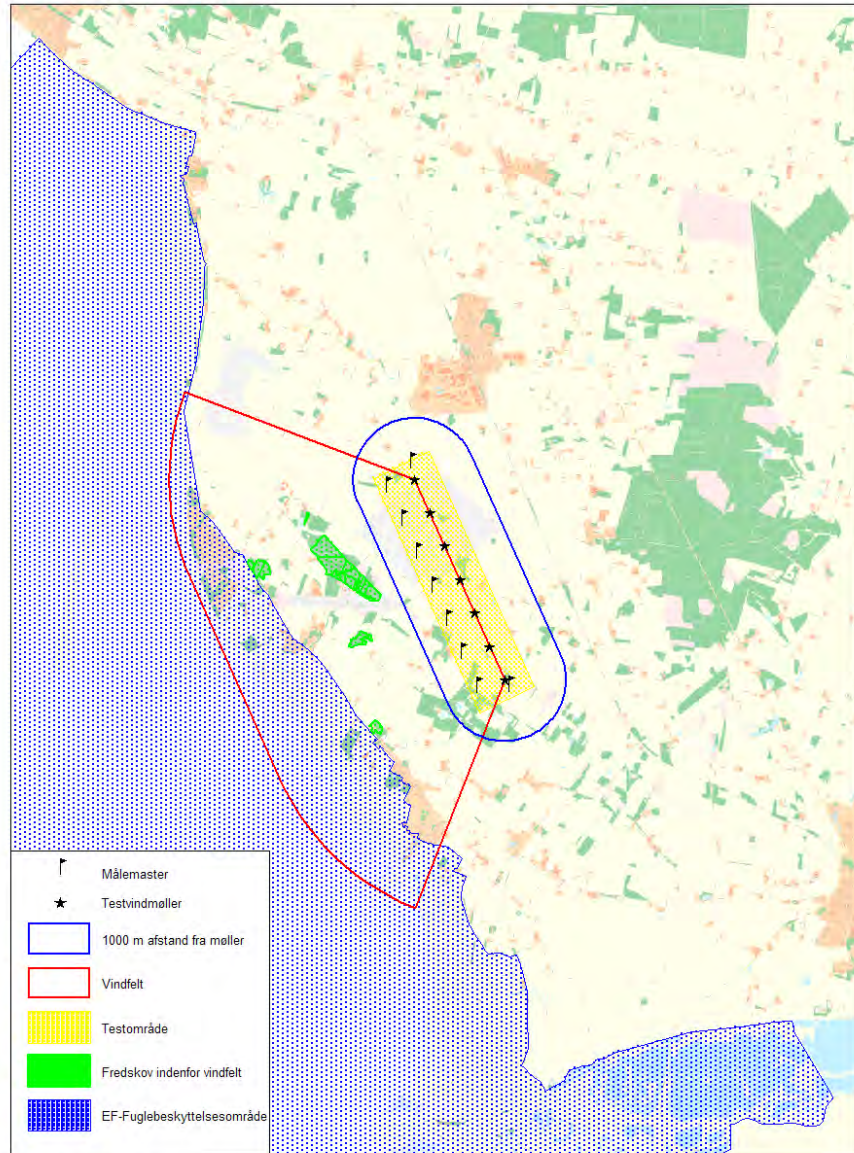 Målemaster
Testvindmøller
1000 m afstand fra møller
Vindfelt
Testområde
Fredskov indenfor vindfelt
EF-Fuglebeskyttelsesområde